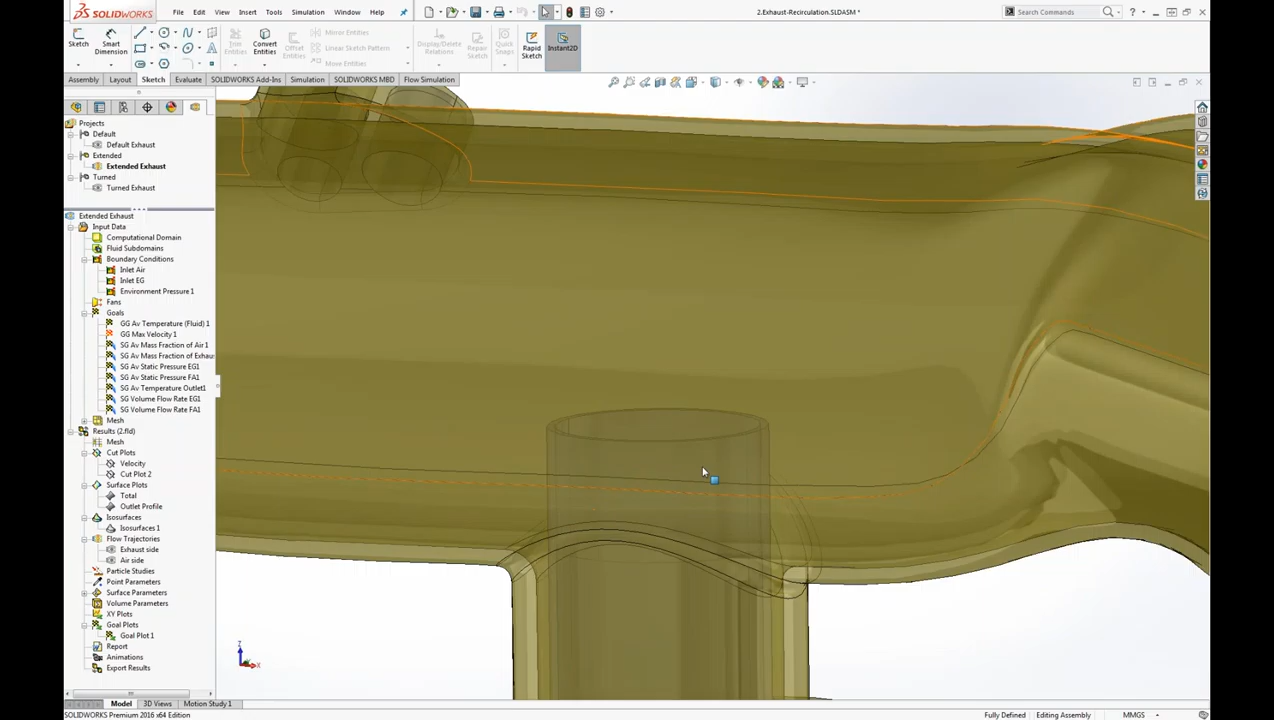 SOLIDWORKS File Edit View Insert Tools Simulation Window Help 2.Exhaust-Recirculation.SLDASM * Search Commands
Sketch Smart Dimension Trim Entities Convert Entities Offset Entities Mirror Entities Linear Sketch Pattern Move Entities Display/Delete Relations Repair Sketch Quick Snaps Rapid Sketch Instant2D
Assembly Layout Sketch Evaluate SOLIDWORKS Add-Ins Simulation SOLIDWORKS MBD Flow Simulation
Projects
Default
Default Exhaust
Extended
Extended Exhaust
Turned
Turned Exhaust
Extended Exhaust
Input Data
Computational Domain
Fluid Subdomains
Boundary Conditions
Inlet Air
Inlet EG
Environment Pressure 1
Fans
Goals
GG Av Temperature (Fluid) 1
GG Max Velocity 1
SG Av Mass Fraction of Air1
SG Av Mass Fraction of Exhau
SG Av Static Pressure EG1
SG Av Static Pressure FA1
SG Av Temperature Outlet1
SG Volume Flow Rate EG1
SG Volume Flow Rate FA1
Mesh
Results (2.fld)
Mesh
Cut Plots
Velocity
Cut Plot 2
Surface Plots
Total
Outlet Profile
Isosurfaces
Isosurfaces 1
Flow Trajectories
Exhaust side
Air side
Particle Studies
Point Parameters
Surface Parameters
Volume Parameters
XY Plots
Goal Plots
Goal Plot 1
Report
Animations
Export Results
Z
X
Model 3D Views Motion Study 1
SOLIDWORKS Premium 2016 x64 Edition Fully Defined Editing Assembly MMGS